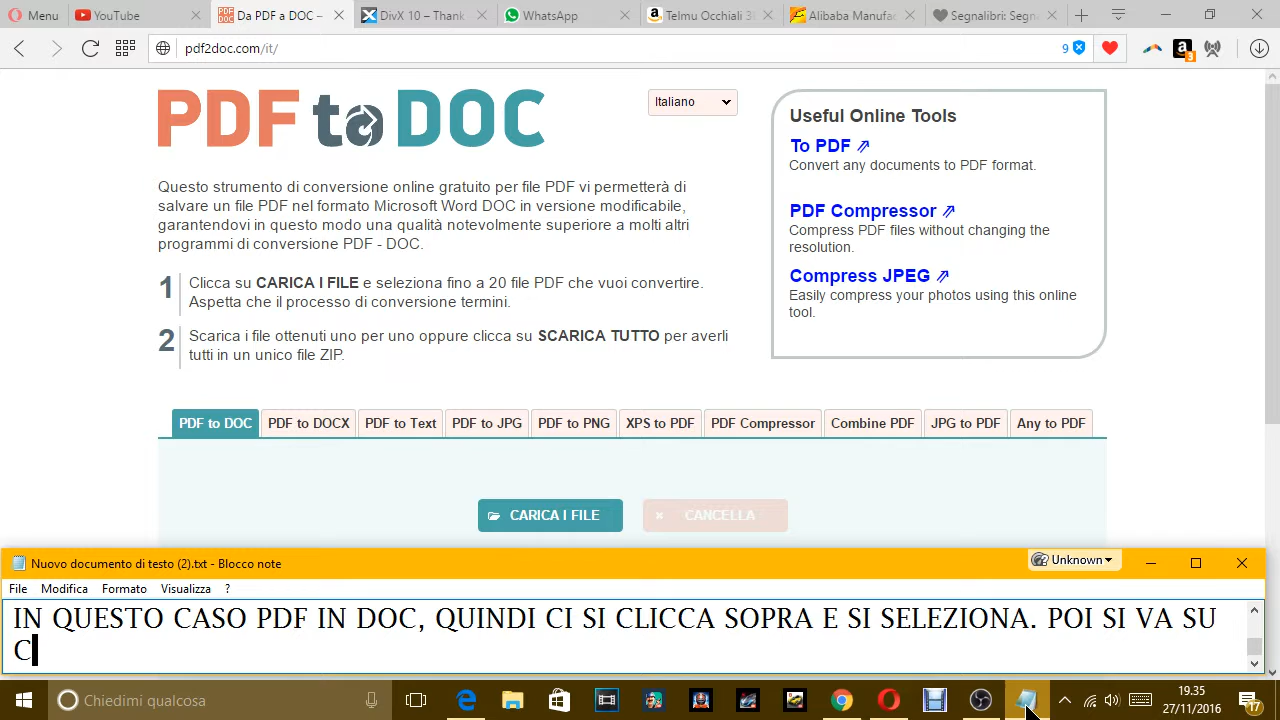 Menu
YouTube
Da PDF a DOC –
DivX 10 – Thank
WhatsApp
Telmu Occhiali 3
Alibaba Manufac
Segnalibri: Segna
pdf2doc.com/it/
9
3
PDF to DOC
Italiano
Questo strumento di conversione online gratuito per file PDF vi permetterà di
salvare un file PDF nel formato Microsoft Word DOC in versione modificabile,
garantendovi in questo modo una qualità notevolmente superiore a molti altri
programmi di conversione PDF - DOC.
1 Clicca su CARICA I FILE e seleziona fino a 20 file PDF che vuoi convertire.
Aspetta che il processo di conversione termini.
2 Scarica i file ottenuti uno per uno oppure clicca su SCARICA TUTTO per averli
tutti in un unico file ZIP.
Useful Online Tools
To PDF
Convert any documents to PDF format.
PDF Compressor
Compress PDF files without changing the
resolution.
Compress JPEG
Easily compress your photos using this online
tool.
PDF to DOC PDF to DOCX PDF to Text PDF to JPG PDF to PNG XPS to PDF PDF Compressor Combine PDF JPG to PDF Any to PDF
CARICA I FILE
CANCELLA
Nuovo documento di testo (2).txt - Blocco note
Unknown
File Modifica Formato Visualizza ?
IN QUESTO CASO PDF IN DOC, QUINDI CI SI CLICCA SOPRA E SI SELEZIONA. POI SI VA SU
C
Chiedimi qualcosa
19.35
27/11/2016
17